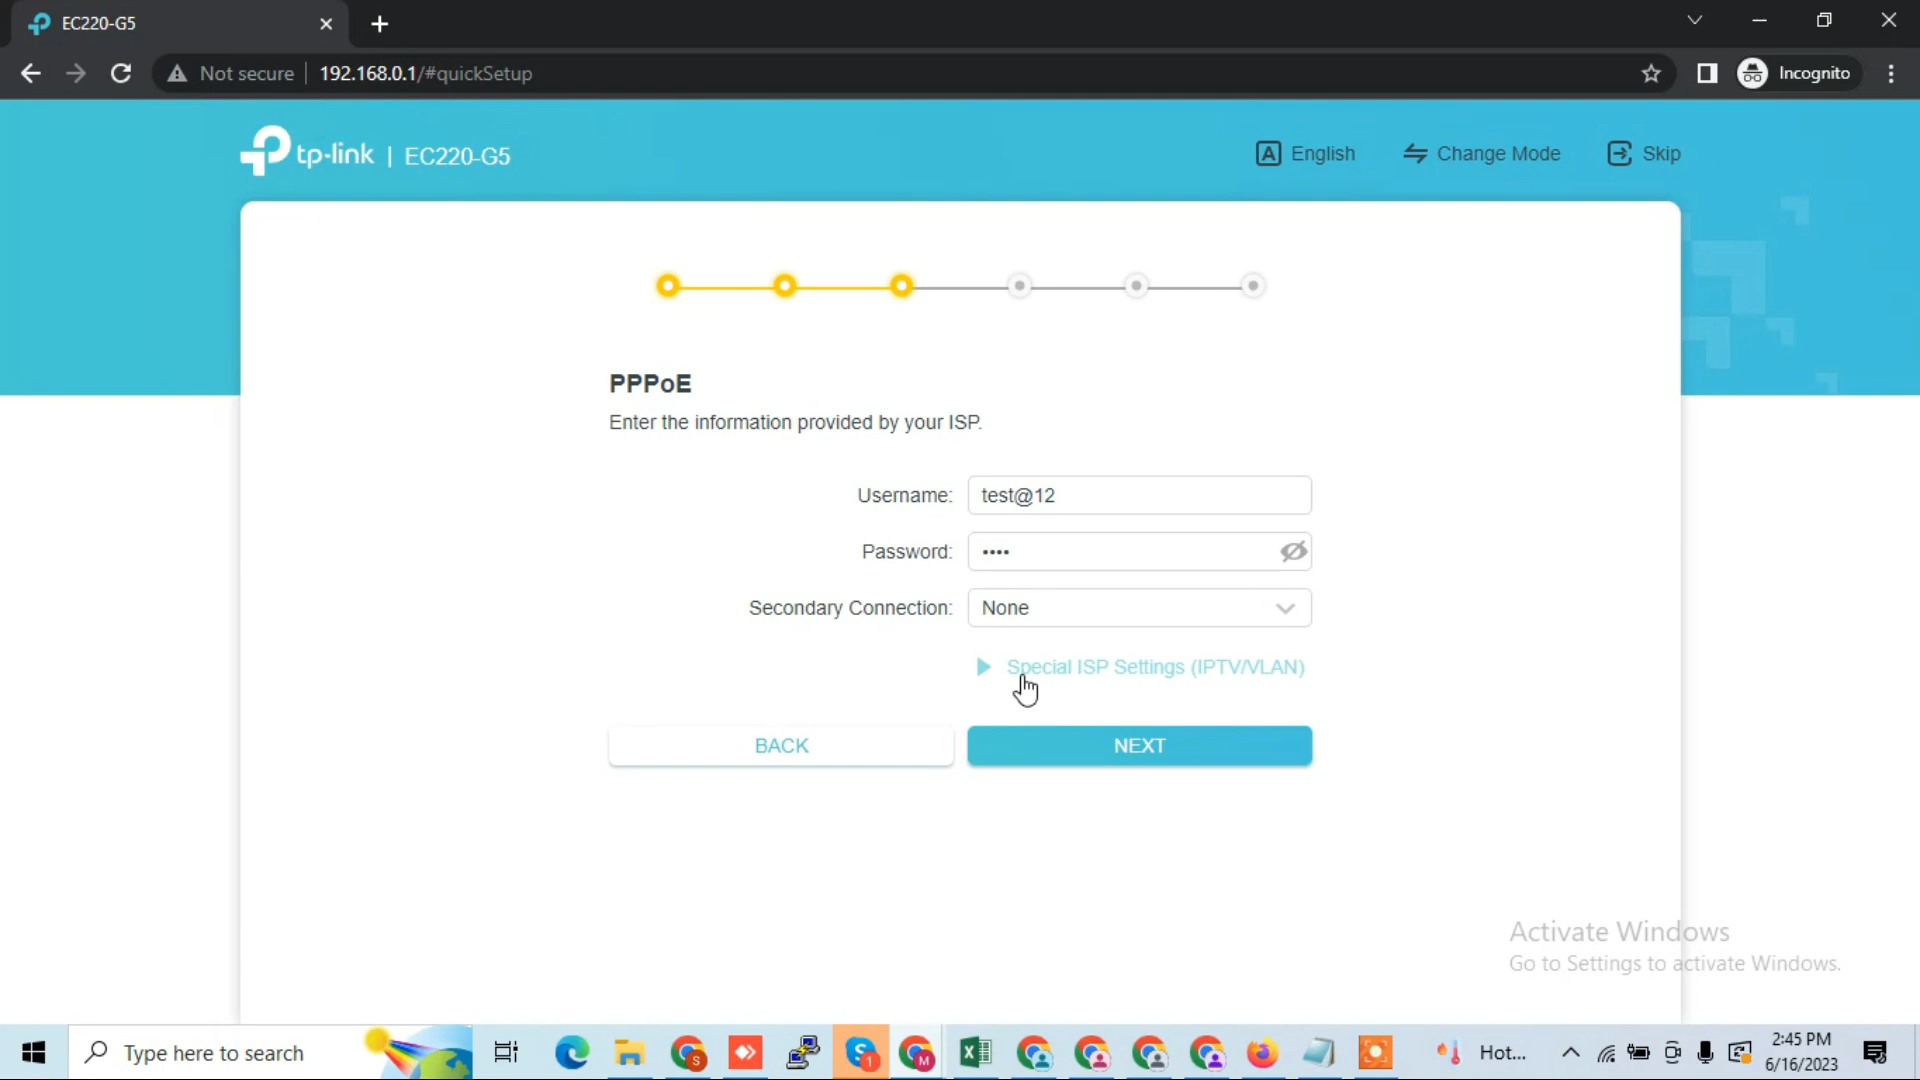 EC220-G5
Not secure
192.168.0.1/#quickSetup
Incognito
tp-link | EC220-G5
A English
Change Mode
Skip
PPPoE
Enter the information provided by your ISP.
Username: test@12
Password: ••••
Secondary Connection: None
Special ISP Settings (IPTV/VLAN)
BACK
NEXT
Activate Windows
Go to Settings to activate Windows.
Type here to search
S
S 1
M
Hot...
2:45 PM
6/16/2023